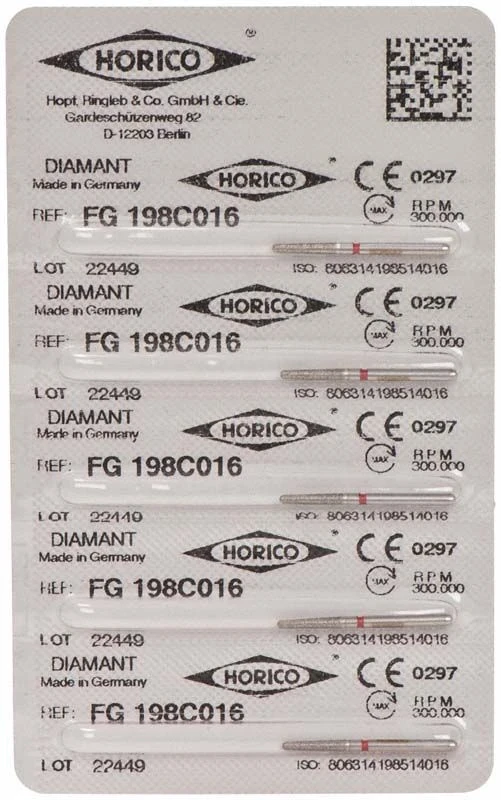 HORICO ®
Hopf, Ringleb & Co. GmbH & Cie.
Gardeschützenweg 82
D-12203 Berlin
DIAMANT HORICO ® CE 0297
Made in Germany
REF: FG 198C016 MAX RPM 300.000
LOT 22449 ISO: 806314198514016
DIAMANT HORICO ® CE 0297
Made in Germany
REF: FG 198C016 MAX RPM 300.000
LOT 22449 ISO: 806314198514016
DIAMANT HORICO ® CE 0297
Made in Germany
REF: FG 198C016 MAX RPM 300.000
LOT 22449 ISO: 806314198514016
DIAMANT HORICO ® CE 0297
Made in Germany
REF: FG 198C016 MAX RPM 300.000
LOT 22449 ISO: 806314198514016
DIAMANT HORICO ® CE 0297
Made in Germany
REF: FG 198C016 MAX RPM 300.000
LOT 22449 ISO: 806314198514016